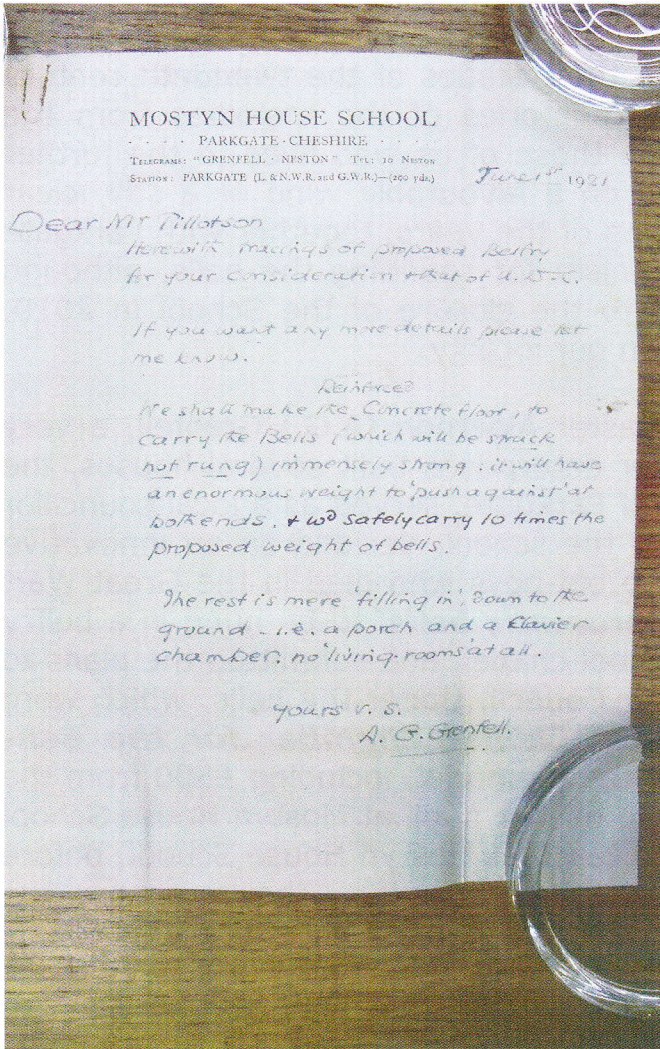 MOSTYN HOUSE SCHOOL
PARKGATE · CHESHIRE
TELEGRAMS: "GRENFELL · NESTON" TEL: 10 NESTON
STATION: PARKGATE (L. & N.W.R. and G.W.R.)—(200 yds.)
June 1st 1921
Dear Mr Tillotson
Herewith tracings of proposed Belfry
for your consideration & that of U.D.C.
If you want any more details please let
me know.
Reinforced
We shall make the ‸ Concrete floor, to
carry the Bells (which will be struck
not rung) immensely strong: it will have
an enormous weight to 'push against' at
both ends, & wd safely carry 10 times the
proposed weight of bells.
The rest is mere 'filling in', down to the
ground - i.e. a porch and a Clavier
chamber: no 'living-rooms' at all.
Yours v. s.
A. G. Grenfell.